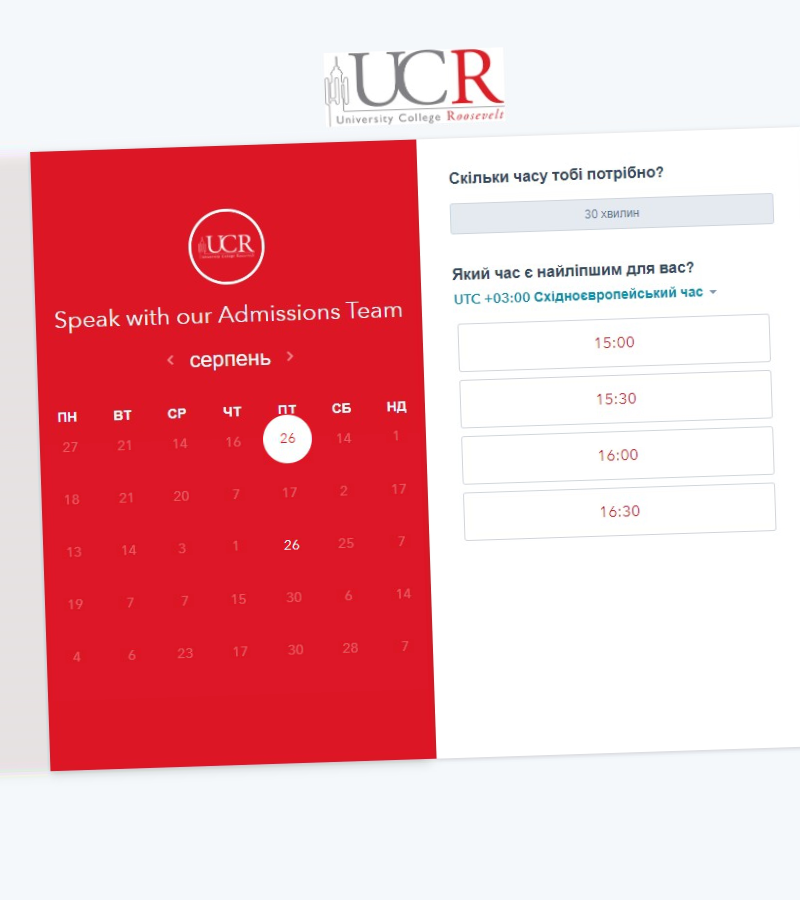 UCR
University College Roosevelt
UCR
University College Roosevelt
Speak with our Admissions Team
серпень
ПН ВТ СР ЧТ ПТ СБ НД
27 21 14 16 26 14 1
18 21 20 7 17 2 17
13 14 3 1 26 25 7
19 7 7 15 30 6 14
4 6 23 17 30 28 7
Скільки часу тобі потрібно?
30 хвилин
Який час є найліпшим для вас?
UTC +03:00 Східноєвропейський час
15:00
15:30
16:00
16:30